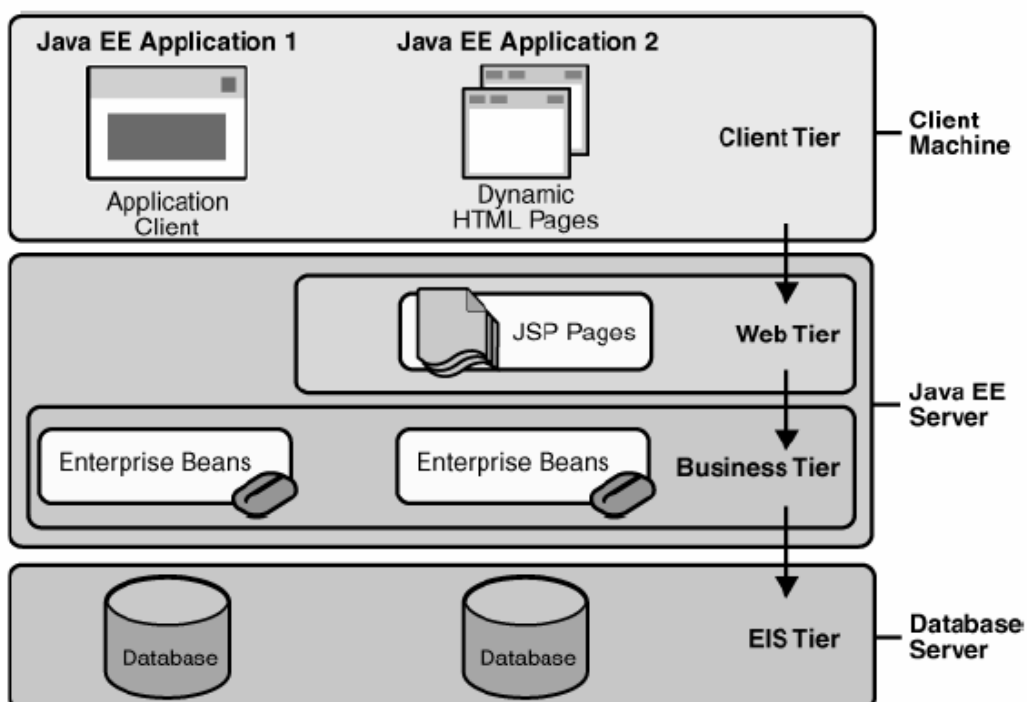 Java EE Application 1
Java EE Application 2
Application
Client
Dynamic
HTML Pages
Client Tier
Client
Machine
JSP Pages
Web Tier
Java EE
Server
Enterprise Beans
Enterprise Beans
Business Tier
Database
Database
EIS Tier
Database
Server